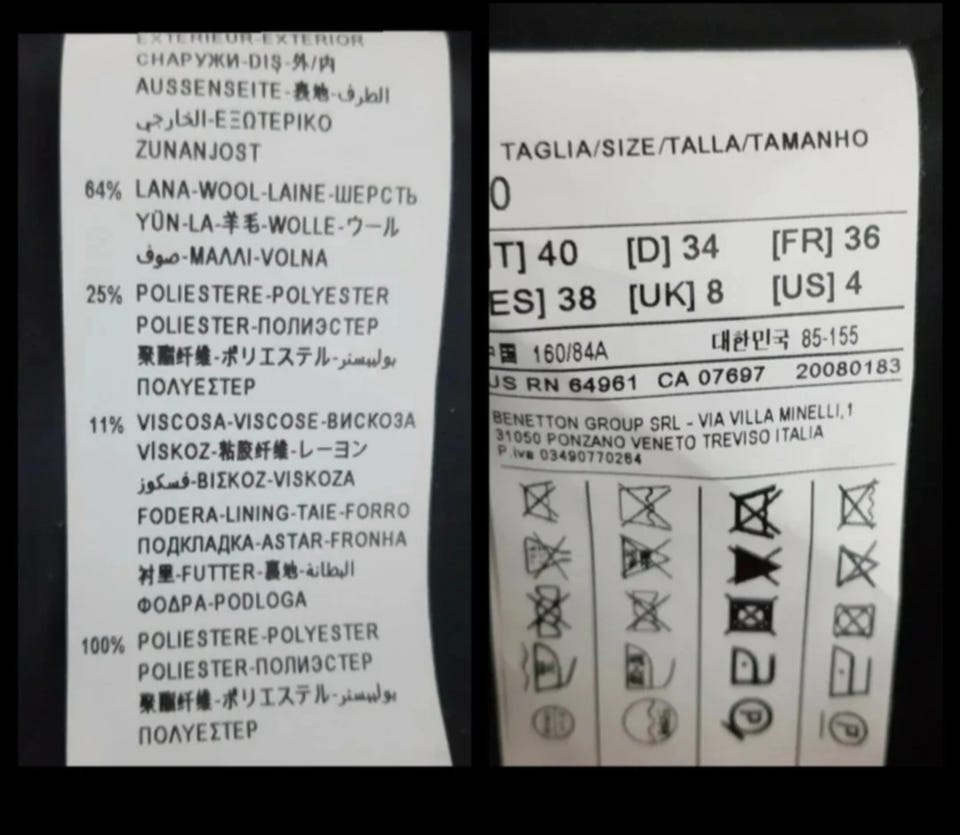 EXTERIEUR-EXTERIOR
СНАРУЖИ-DIŞ-外/内
AUSSENSEITE-裏地-الطرف
الخارجي-ΕΞΩΤΕΡΙΚΟ
ZUNANJOST
64% LANA-WOOL-LAINE-ШЕРСТЬ
YÜN-LA-羊毛-WOLLE-ウール
صوف-ΜΑΛΛΙ-VOLNA
25% POLIESTERE-POLYESTER
POLIESTER-ПОЛИЭСТЕР
聚酯纤维-ポリエステル-بوليستر
ΠΟΛΥΕΣΤΕΡ
11% VISCOSA-VISCOSE-ВИСКОЗА
VİSKOZ-粘胶纤维-レーヨン
فسكوز-ΒΙΣΚΟΖ-VISKOZA
FODERA-LINING-TAIE-FORRO
ПОДКЛАДКА-ASTAR-FRONHA
衬里-FUTTER-裏地-البطانة
ΦΟΔΡΑ-PODLOGA
100% POLIESTERE-POLYESTER
POLIESTER-ПОЛИЭСТЕР
聚酯纤维-ポリエステル-بوليستر
ΠΟΛΥΕΣΤΕΡ
TAGLIA/SIZE/TALLA/TAMANHO
0
T] 40 [D] 34 [FR] 36
ES] 38 [UK] 8 [US] 4
中国 160/84A 대한민국 85-155
US RN 64961 CA 07697 20080183
BENETTON GROUP SRL - VIA VILLA MINELLI,1
31050 PONZANO VENETO TREVISO ITALIA
P.iva 03490770264
P P